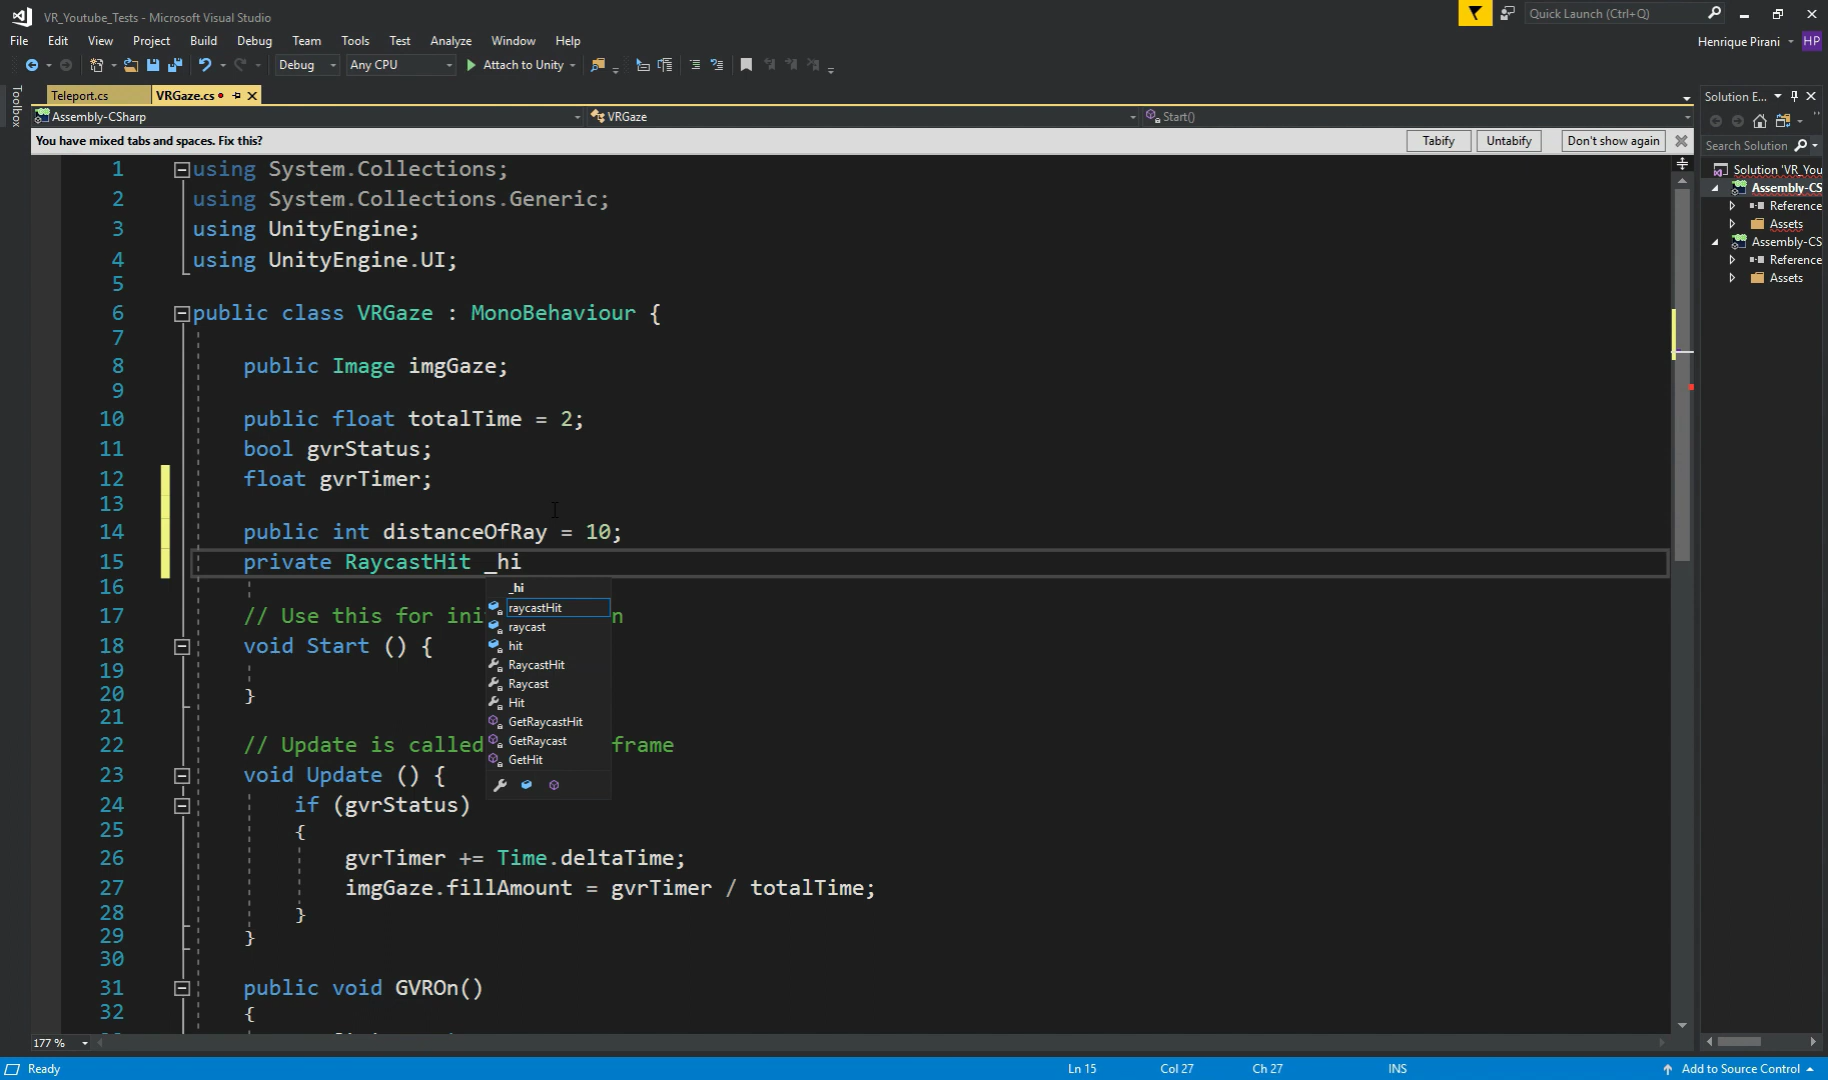 VR_Youtube_Tests - Microsoft Visual Studio
Quick Launch (Ctrl+Q)
File Edit View Project Build Debug Team Tools Test Analyze Window Help
Henrique Pirani HP
Debug Any CPU Attach to Unity
Toolbox
Teleport.cs VRGaze.cs
Solution E...
Assembly-CSharp VRGaze Start()
You have mixed tabs and spaces. Fix this? Tabify Untabify Don't show again
Search Solution
Solution 'VR_You
Assembly-CS
Reference
Assets
Assembly-CS
Reference
Assets
1 using System.Collections;
2 using System.Collections.Generic;
3 using UnityEngine;
4 using UnityEngine.UI;
5
6 public class VRGaze : MonoBehaviour {
7
8 public Image imgGaze;
9
10 public float totalTime = 2;
11 bool gvrStatus;
12 float gvrTimer;
13
14 public int distanceOfRay = 10;
15 private RaycastHit _hi
16
17 // Use this for ini n
18 void Start () {
19
20 }
21
22 // Update is called frame
23 void Update () {
24 if (gvrStatus)
25 {
26 gvrTimer += Time.deltaTime;
27 imgGaze.fillAmount = gvrTimer / totalTime;
28 }
29 }
30
31 public void GVROn()
32 {
_hi
raycastHit
raycast
hit
RaycastHit
Raycast
Hit
GetRaycastHit
GetRaycast
GetHit
177 %
Ready Ln 15 Col 27 Ch 27 INS Add to Source Control